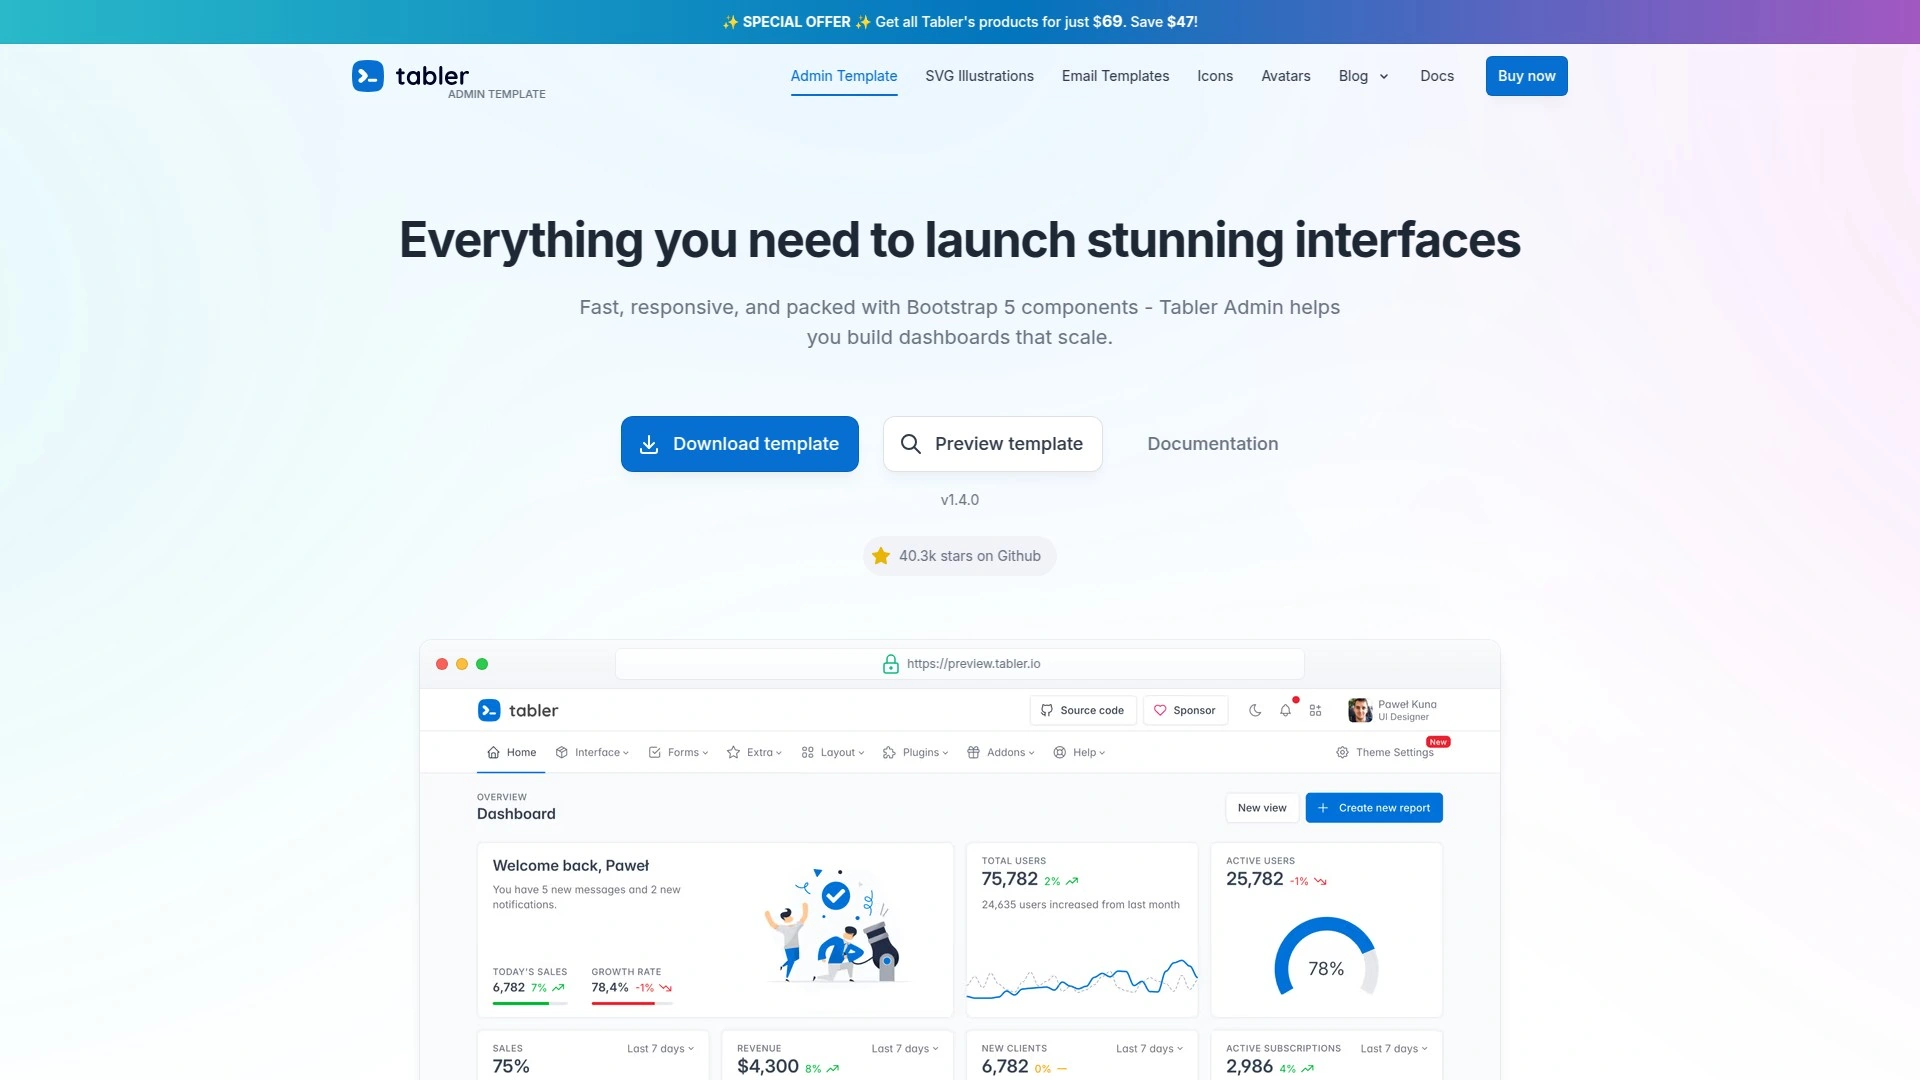 ✨ SPECIAL OFFER ✨ Get all Tabler's products for just $69. Save $47!
tabler
ADMIN TEMPLATE
Admin Template
SVG Illustrations
Email Templates
Icons
Avatars
Blog
Docs
Buy now
Everything you need to launch stunning interfaces
Fast, responsive, and packed with Bootstrap 5 components - Tabler Admin helps
you build dashboards that scale.
Download template
Preview template
Documentation
v1.4.0
40.3k stars on Github
https://preview.tabler.io
tabler
Source code
Sponsor
Paweł Kuna
UI Designer
Home
Interface
Forms
Extra
Layout
Plugins
Addons
Help
Theme Settings
New
OVERVIEW
Dashboard
New view
Create new report
Welcome back, Paweł
You have 5 new messages and 2 new
notifications.
TODAY'S SALES
6,782 7%
GROWTH RATE
78,4% -1%
TOTAL USERS
75,782 2%
24,635 users increased from last month
ACTIVE USERS
25,782 -1%
78%
SALES
Last 7 days
75%
REVENUE
Last 7 days
$4,300 8%
NEW CLIENTS
Last 7 days
6,782 0%
ACTIVE SUBSCRIPTIONS
Last 7 days
2,986 4%